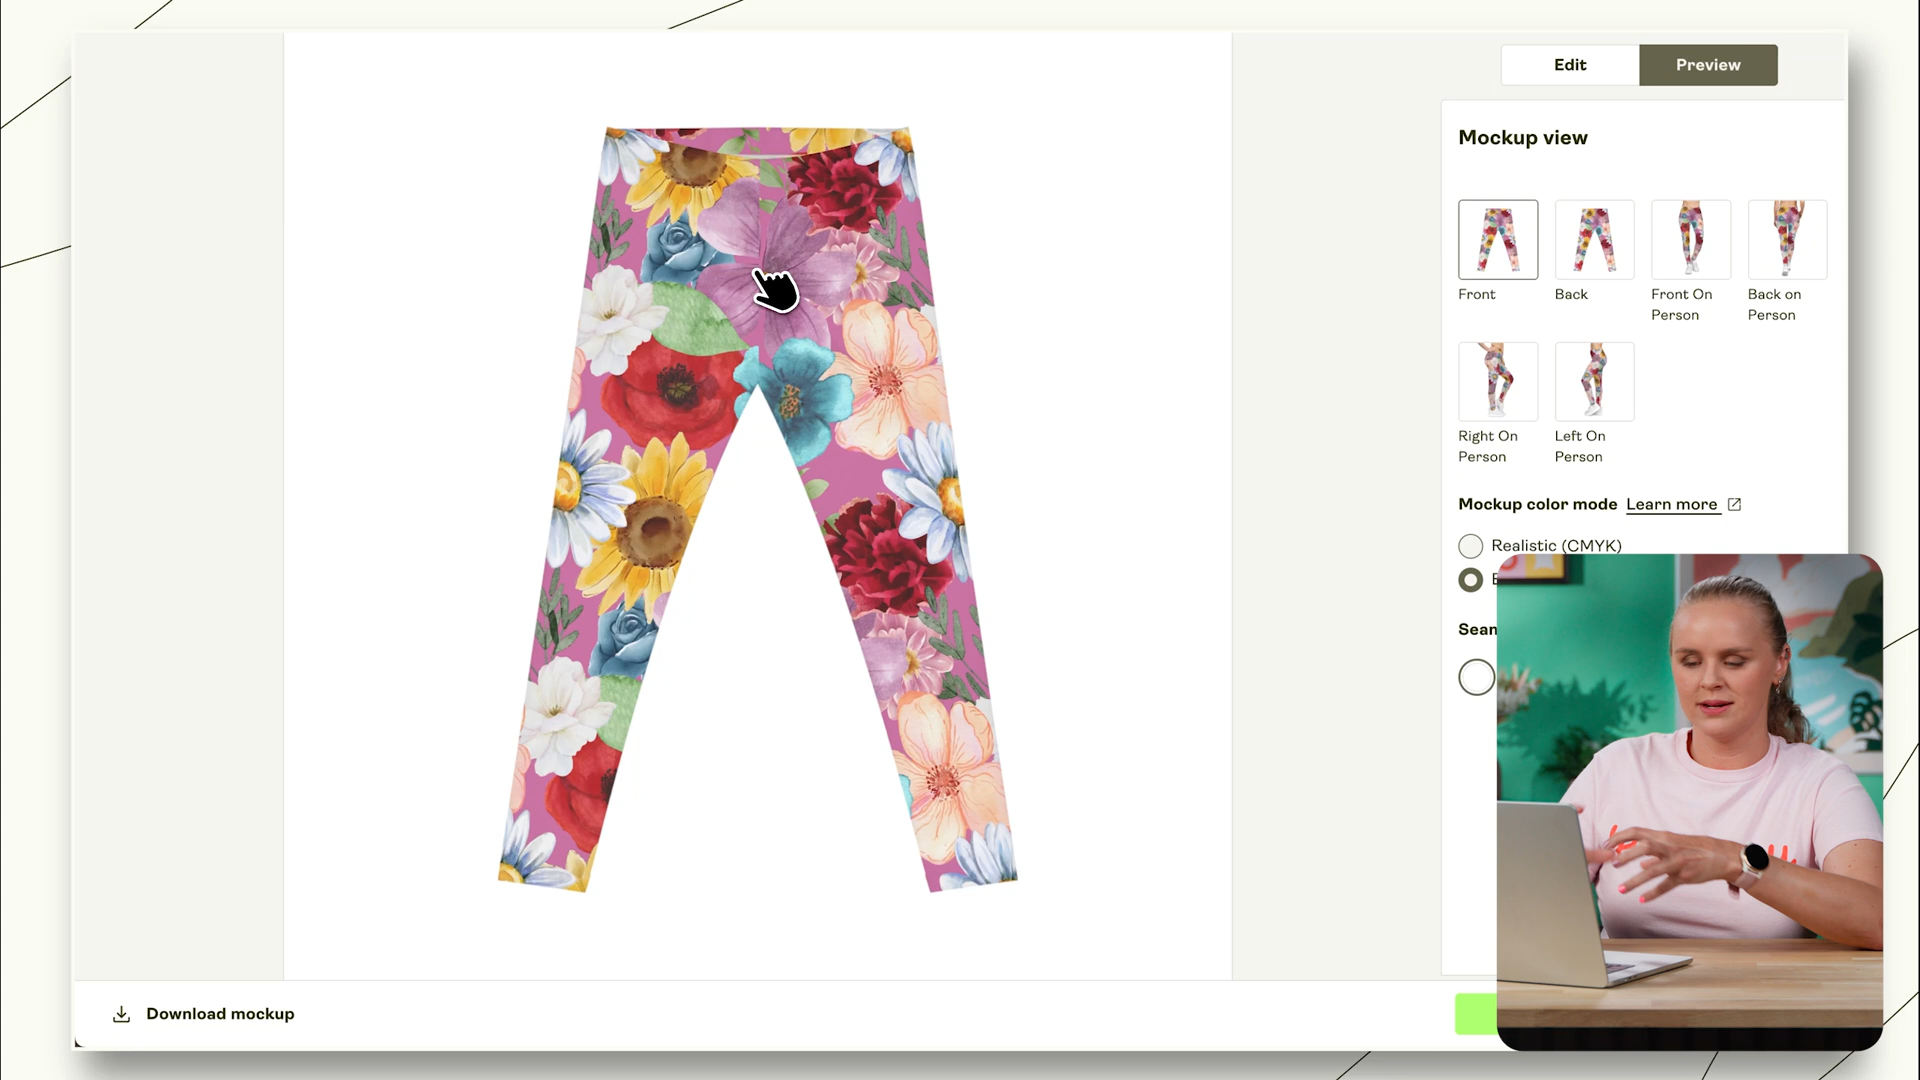 Edit
Preview
Mockup view
Front
Back
Front On
Person
Back on
Person
Right On
Person
Left On
Person
Mockup color mode Learn more
Realistic (CMYK)
Download mockup